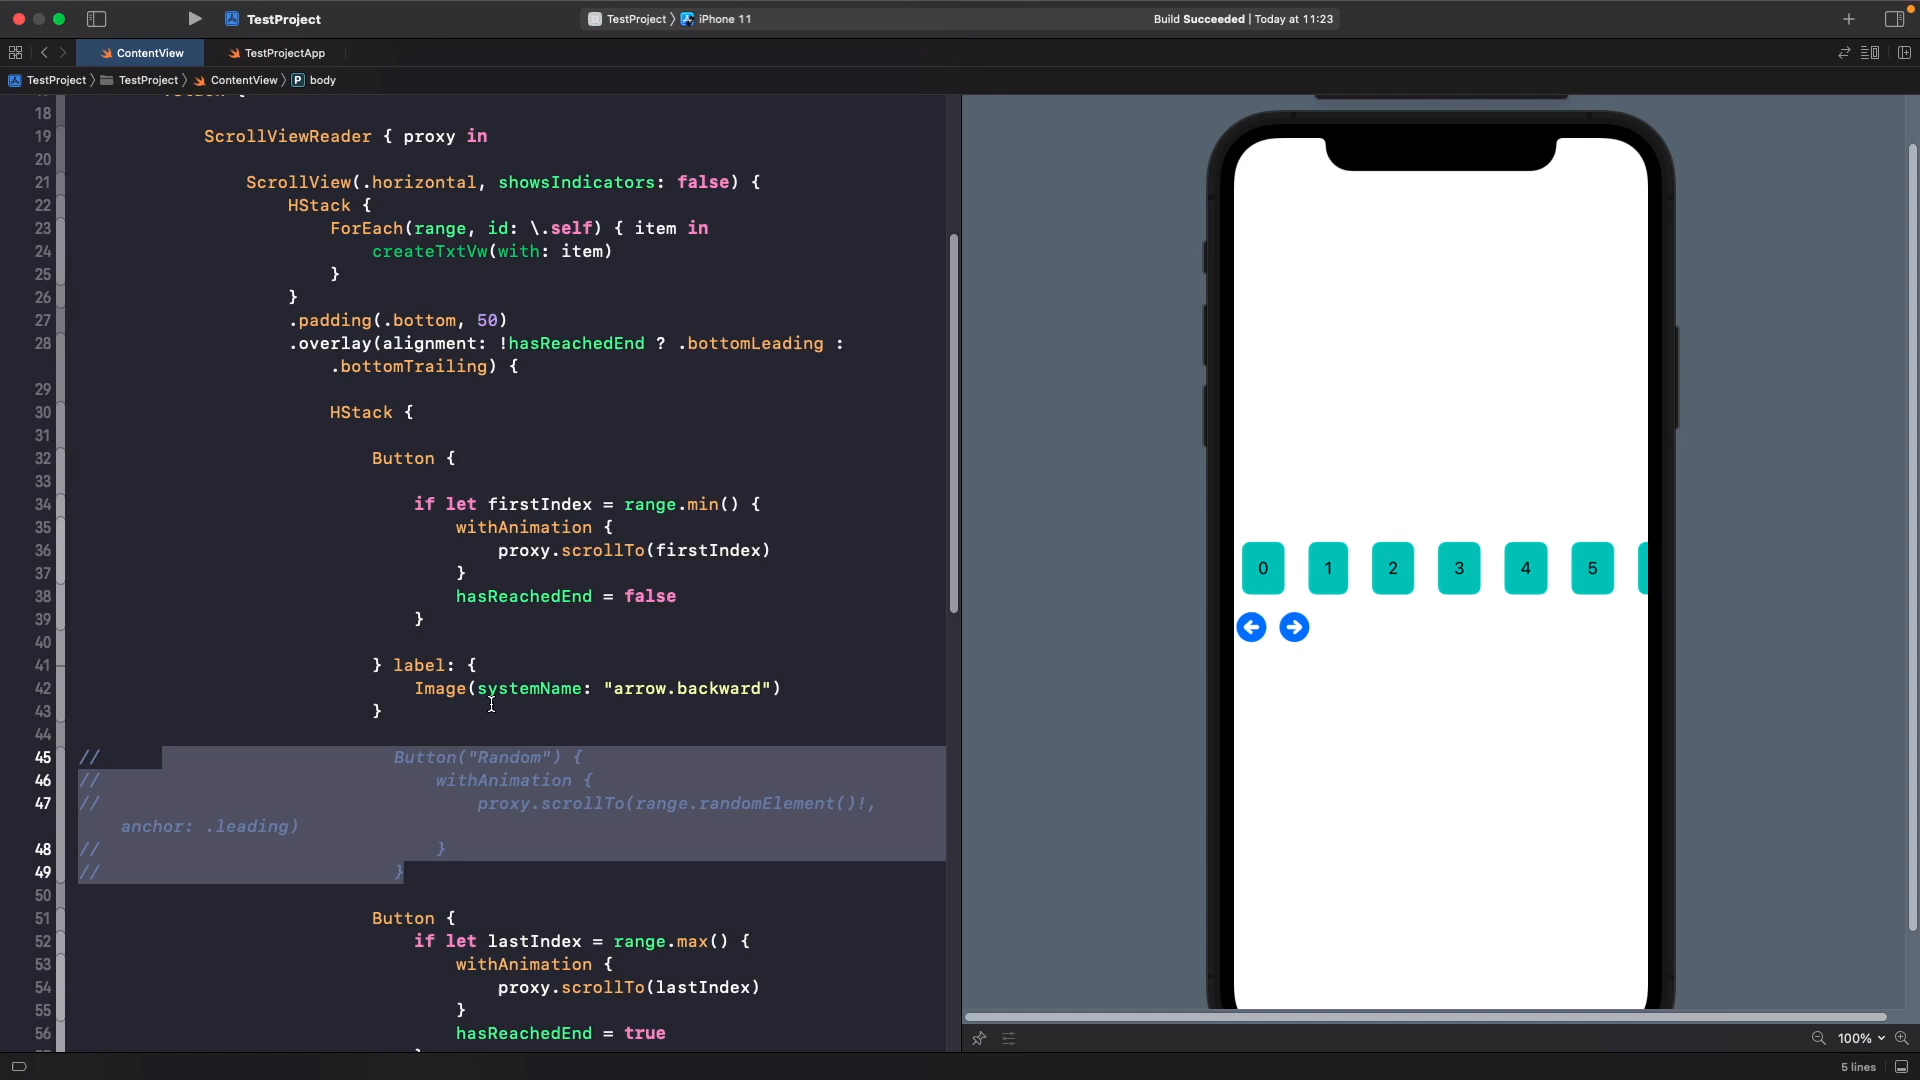 TestProject
TestProject 〉 iPhone 11
Build Succeeded | Today at 11:23
ContentView
TestProjectApp
TestProject 〉 TestProject 〉 ContentView 〉 P body
18
19 ScrollViewReader { proxy in
20
21 ScrollView(.horizontal, showsIndicators: false) {
22 HStack {
23 ForEach(range, id: \.self) { item in
24 createTxtVw(with: item)
25 }
26 }
27 .padding(.bottom, 50)
28 .overlay(alignment: !hasReachedEnd ? .bottomLeading :
.bottomTrailing) {
29
30 HStack {
31
32 Button {
33
34 if let firstIndex = range.min() {
35 withAnimation {
36 proxy.scrollTo(firstIndex)
37 }
38 hasReachedEnd = false
39 }
40
41 } label: {
42 Image(systemName: "arrow.backward")
43 }
44
45 // Button("Random") {
46 // withAnimation {
47 // proxy.scrollTo(range.randomElement()!,
anchor: .leading)
48 // }
49 // }
50
51 Button {
52 if let lastIndex = range.max() {
53 withAnimation {
54 proxy.scrollTo(lastIndex)
55 }
56 hasReachedEnd = true
0 1 2 3 4 5
100%
5 lines